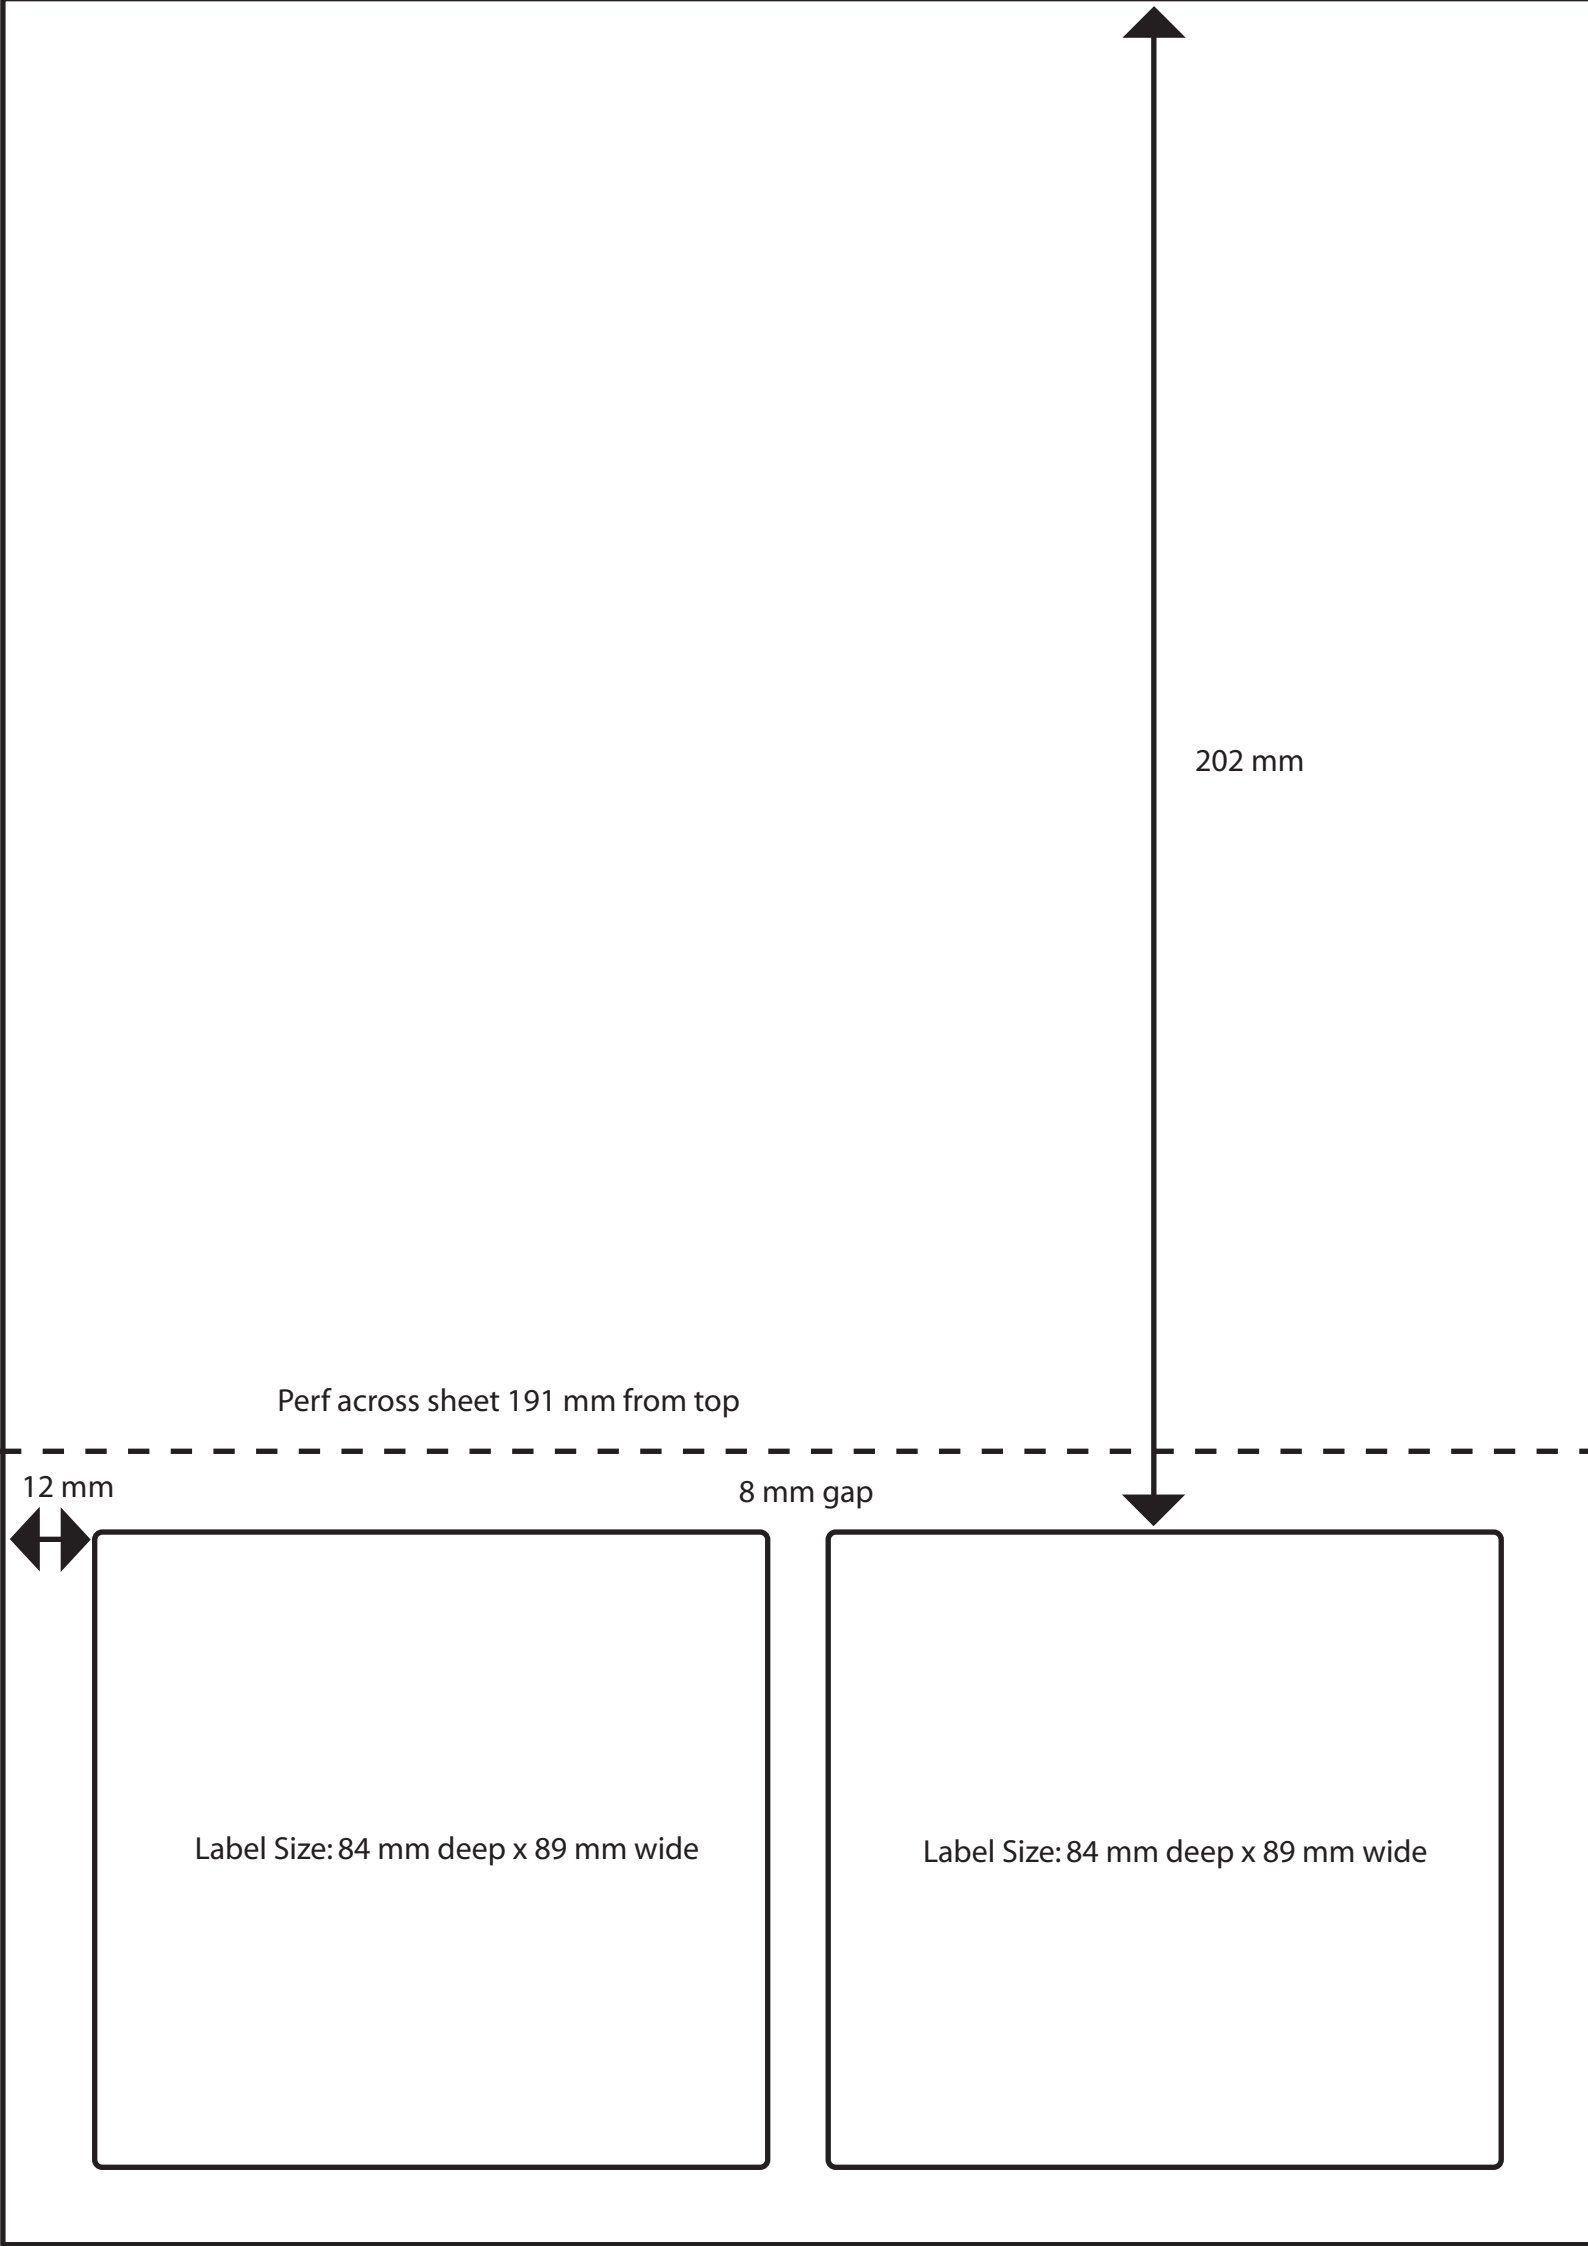 202 mm
Perf across sheet 191 mm from top
12 mm
8 mm gap
Label Size: 84 mm deep x 89 mm wide
Label Size: 84 mm deep x 89 mm wide